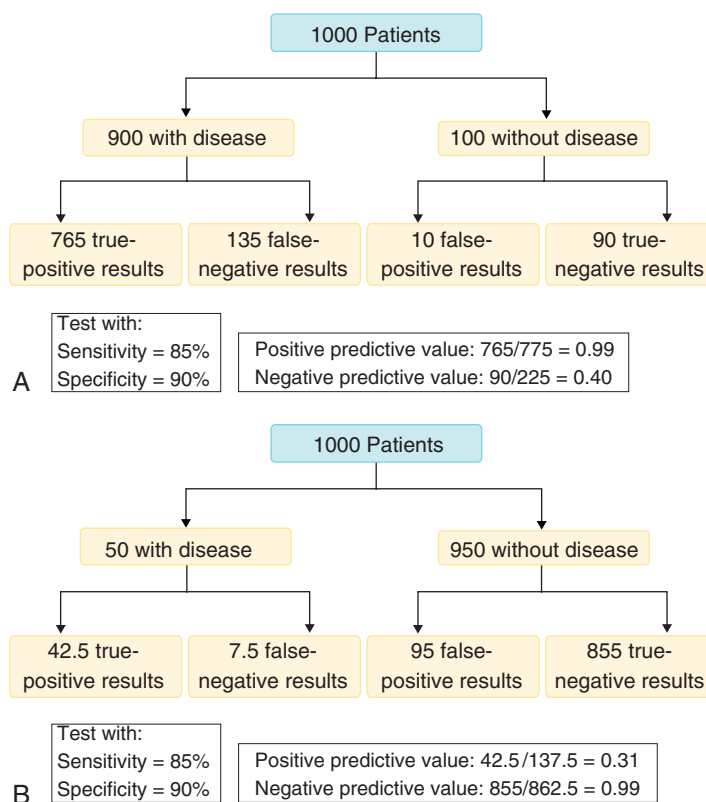 1000 Patients
900 with disease
100 without disease
765 true-
positive results
135 false-
negative results
10 false-
positive results
90 true-
negative results
Test with:
Sensitivity = 85%
Specificity = 90%
Positive predictive value: 765/775 = 0.99
Negative predictive value: 90/225 = 0.40
A
1000 Patients
50 with disease
950 without disease
42.5 true-
positive results
7.5 false-
negative results
95 false-
positive results
855 true-
negative results
Test with:
Sensitivity = 85%
Specificity = 90%
Positive predictive value: 42.5/137.5 = 0.31
Negative predictive value: 855/862.5 = 0.99
B